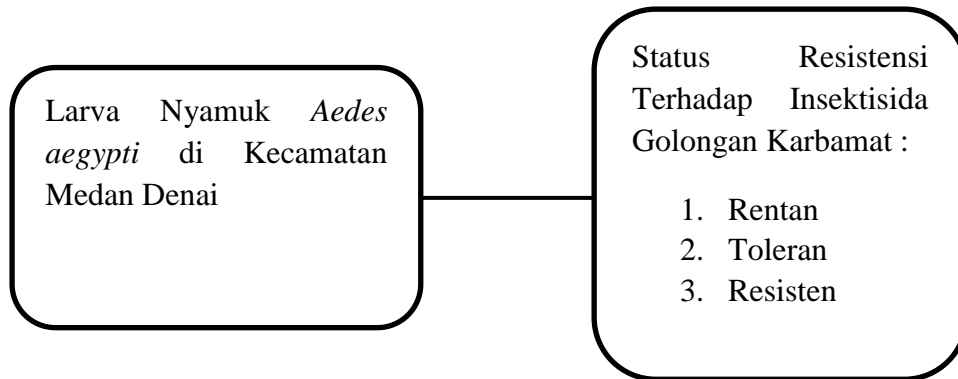 Larva Nyamuk Aedes
aegypti di Kecamatan
Medan Denai
Status Resistensi
Terhadap Insektisida
Golongan Karbamat :
1. Rentan
2. Toleran
3. Resisten